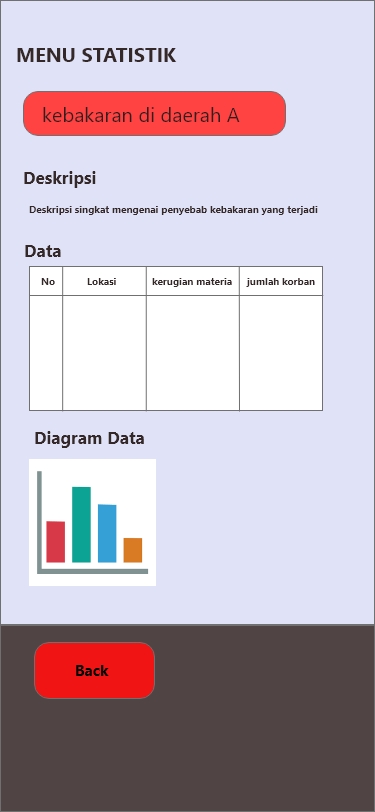 MENU STATISTIK
kebakaran di daerah A
Deskripsi
Deskripsi singkat mengenai penyebab kebakaran yang terjadi
Data
No Lokasi kerugian materia jumlah korban
Diagram Data
Back